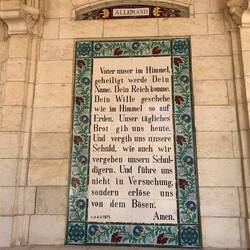 ALLEMAND
Vater unser im Himmel,
geheiligt werde Dein
Name. Dein Reich komme.
Dein Wille geschehe
wie im Himmel so auf
Erden. Unser tägliches
Brot gib uns heute.
Und vergib uns unsere
Schuld, wie auch wir
vergeben unsern Schul-
digern. Und führe uns
nicht in Versuchung,
sondern erlöse uns
von dem Bösen.
Amen.